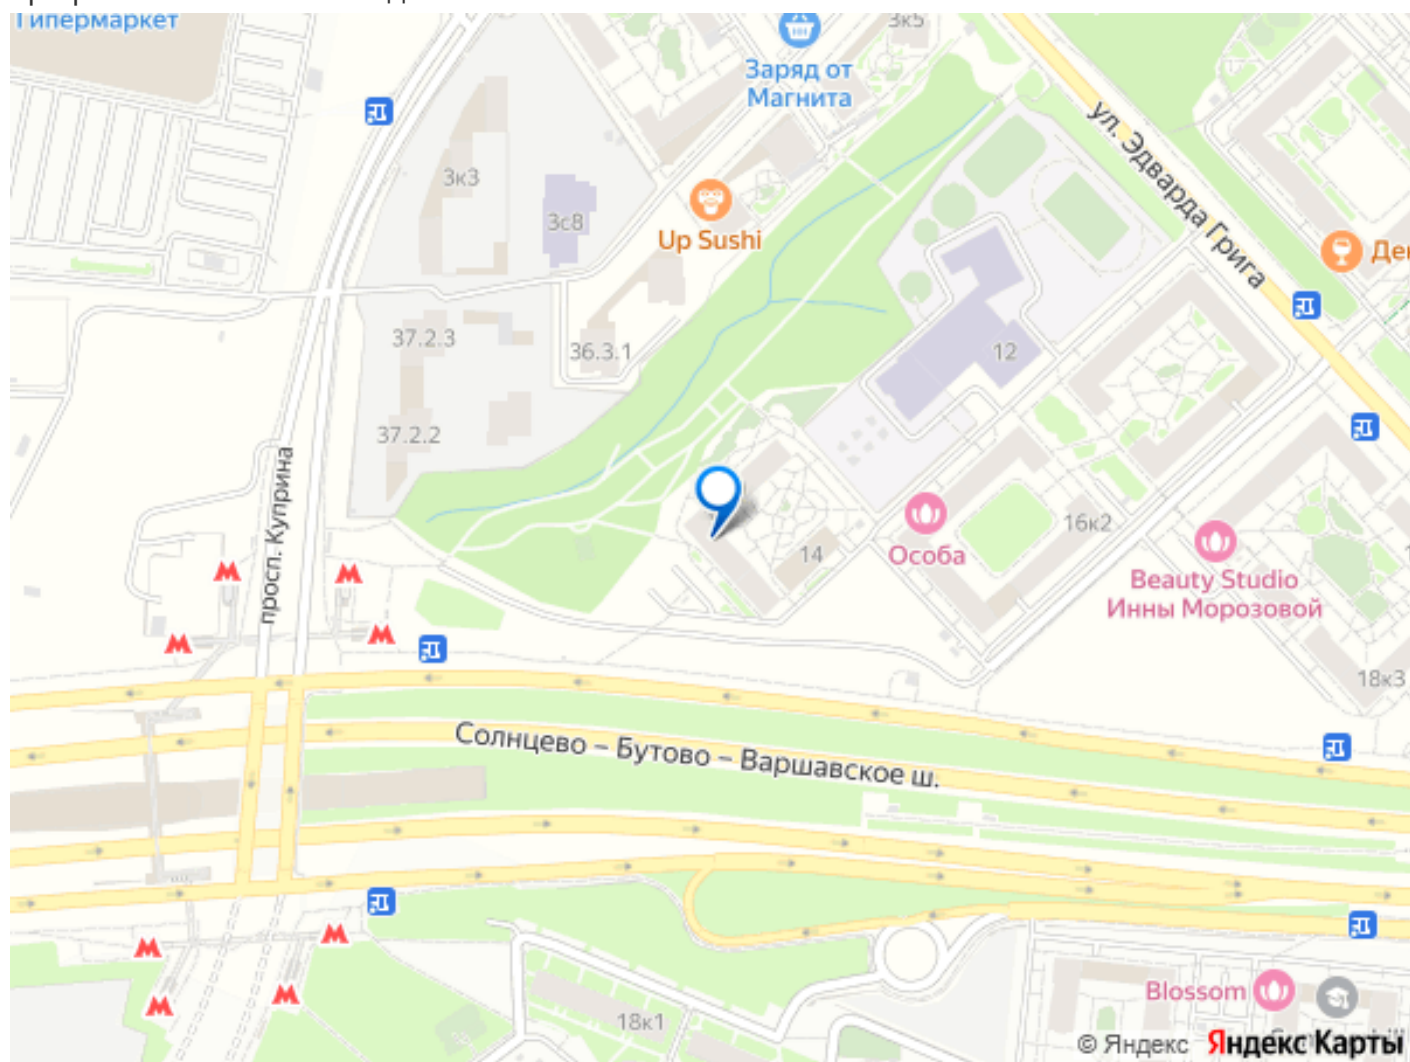 Гипермаркет
3к5
Заряд от
Магнита
ул. Эдварда Грига
3к3
3с8
Up Sushi
37.2.3
36.3.1
12
37.2.2
просп. Куприна
14
Особа
16к2
Beauty Studio
Инны Морозовой
18к3
Солнцево – Бутово – Варшавское ш.
Blossom
18к1
© Яндекс Яндекс Карты